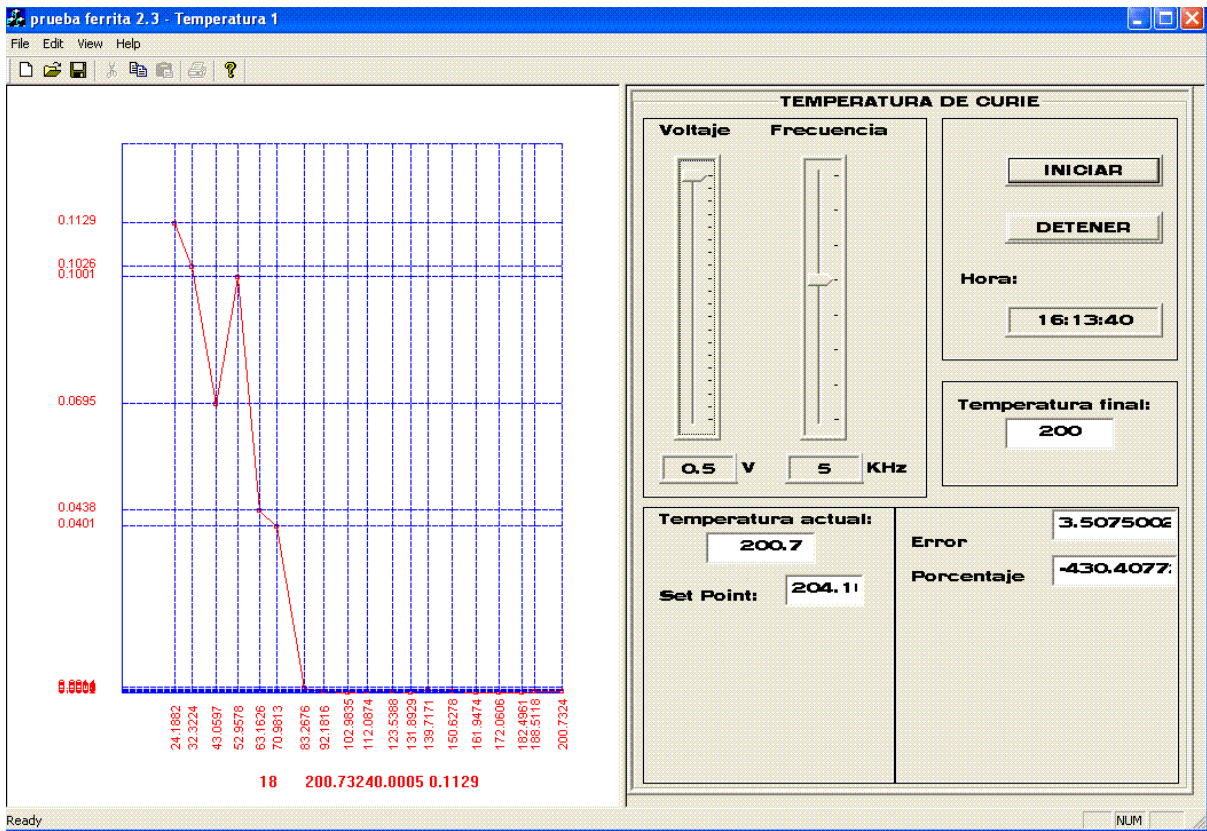 prueba ferrita 2.3 - Temperatura 1
File Edit View Help
0.1129
0.1026
0.1001
0.0695
0.0438
0.0401
24.1882
32.3224
43.0597
52.9578
63.1626
70.9813
83.2676
92.1816
102.9835
112.0874
123.5388
131.8929
139.7171
150.6278
161.9474
172.0606
182.4961
188.5118
200.7324
18 200.73240.0005 0.1129
TEMPERATURA DE CURIE
Voltaje Frecuencia
0.5 V 5 KHz
INICIAR
DETENER
Hora:
16:13:40
Temperatura final:
200
Temperatura actual:
200.7
Set Point:
Error 3.5075002
Porcentaje
Ready
NUM